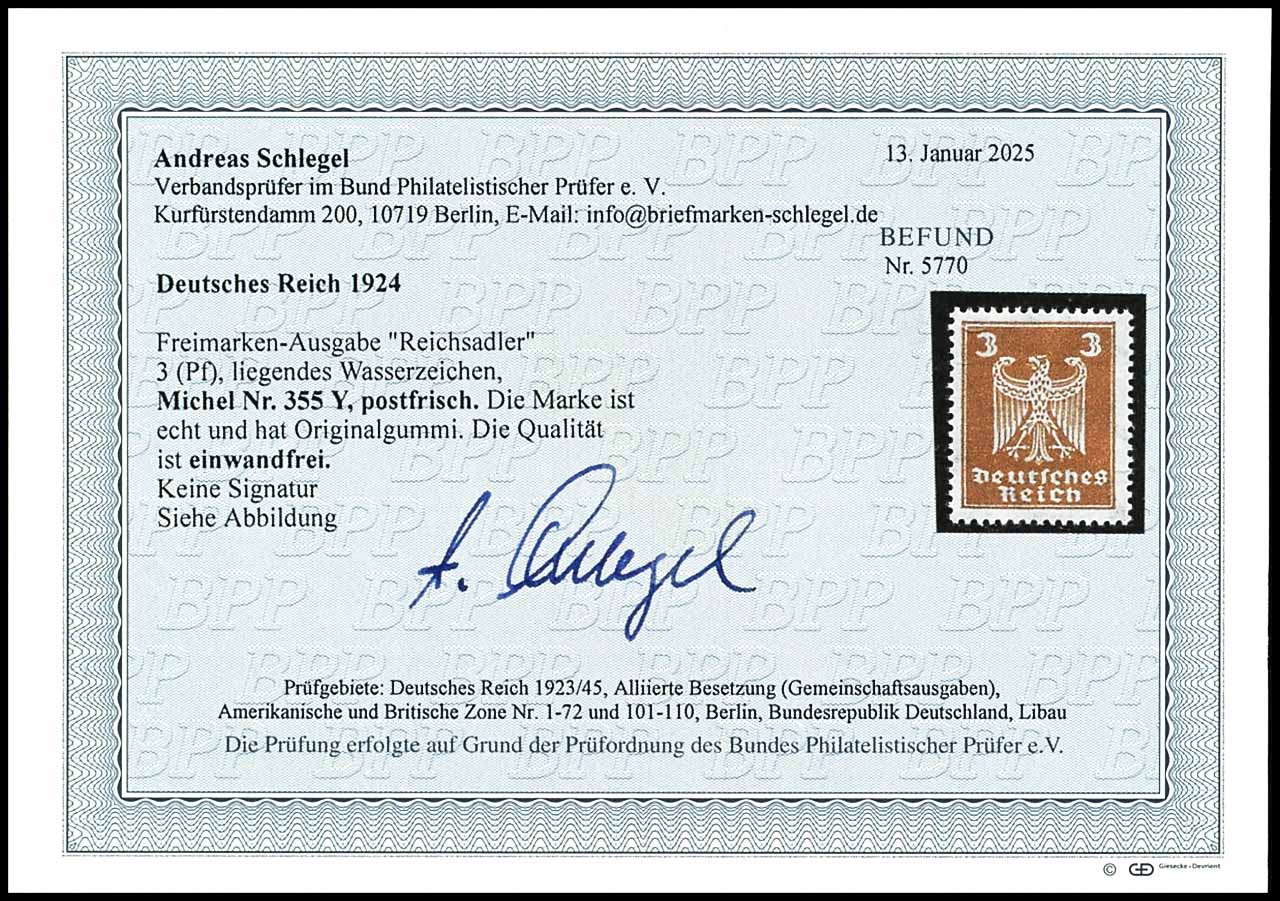 Andreas Schlegel
Verbandsprüfer im Bund Philatelistischer Prüfer e. V.
Kurfürstendamm 200, 10719 Berlin, E-Mail: info@briefmarken-schlegel.de
13. Januar 2025
BEFUND
Nr. 5770
Deutsches Reich 1924
Freimarken-Ausgabe "Reichsadler"
3 (Pf), liegendes Wasserzeichen,
Michel Nr. 355 Y, postfrisch. Die Marke ist
echt und hat Originalgummi. Die Qualität
ist einwandfrei.
Keine Signatur
Siehe Abbildung
3 3
Deutsches
Reich
A. Schlegel
Prüfgebiete: Deutsches Reich 1923/45, Alliierte Besetzung (Gemeinschaftsausgaben),
Amerikanische und Britische Zone Nr. 1-72 und 101-110, Berlin, Bundesrepublik Deutschland, Libau
Die Prüfung erfolgte auf Grund der Prüfordnung des Bundes Philatelistischer Prüfer e.V.
BPP
© GD Giesecke+Devrient